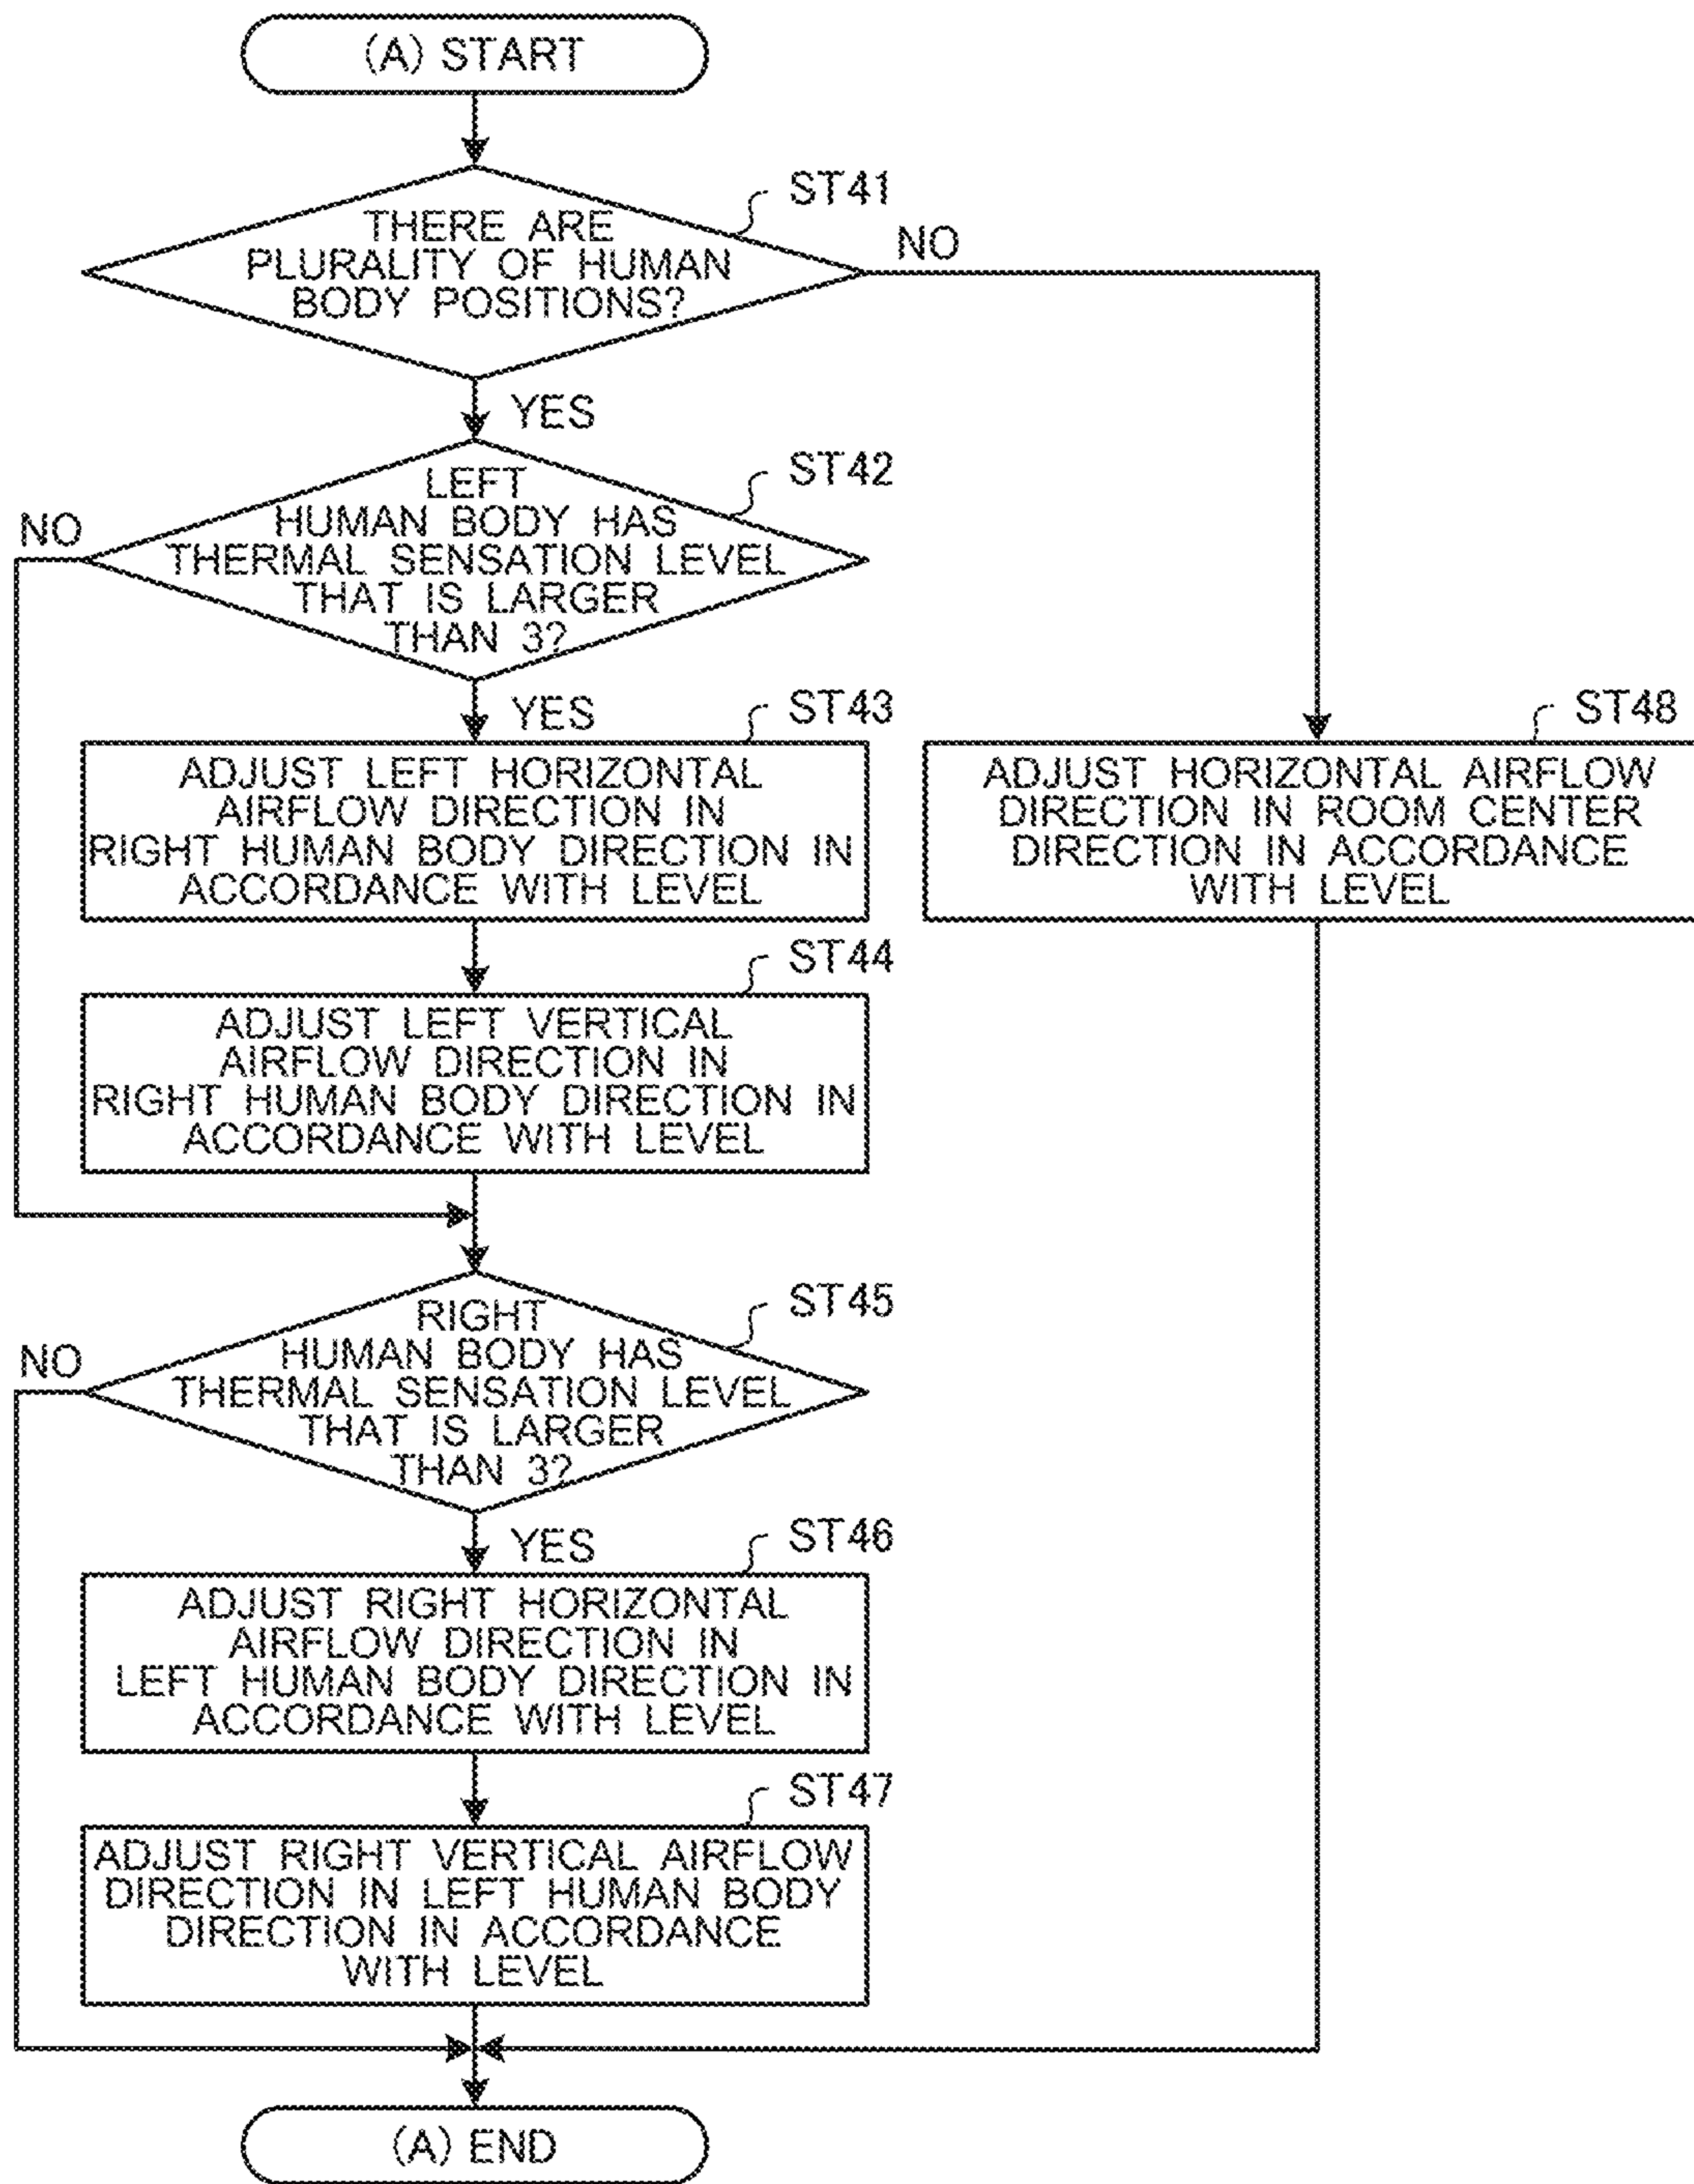 (A) START
ST41
THERE ARE
PLURALITY OF HUMAN
BODY POSITIONS?
NO
YES
ST42
LEFT
HUMAN BODY HAS
THERMAL SENSATION LEVEL
THAT IS LARGER
THAN 3?
NO
YES
ST43
ADJUST LEFT HORIZONTAL
AIRFLOW DIRECTION IN
RIGHT HUMAN BODY DIRECTION IN
ACCORDANCE WITH LEVEL
ST48
ADJUST HORIZONTAL AIRFLOW
DIRECTION IN ROOM CENTER
DIRECTION IN ACCORDANCE
WITH LEVEL
ST44
ADJUST LEFT VERTICAL
AIRFLOW DIRECTION IN
RIGHT HUMAN BODY DIRECTION IN
ACCORDANCE WITH LEVEL
ST45
RIGHT
HUMAN BODY HAS
THERMAL SENSATION LEVEL
THAT IS LARGER
THAN 3?
NO
YES
ST46
ADJUST RIGHT HORIZONTAL
AIRFLOW DIRECTION IN
LEFT HUMAN BODY DIRECTION IN
ACCORDANCE WITH LEVEL
ST47
ADJUST RIGHT VERTICAL AIRFLOW
DIRECTION IN LEFT HUMAN BODY
DIRECTION IN ACCORDANCE
WITH LEVEL
(A) END